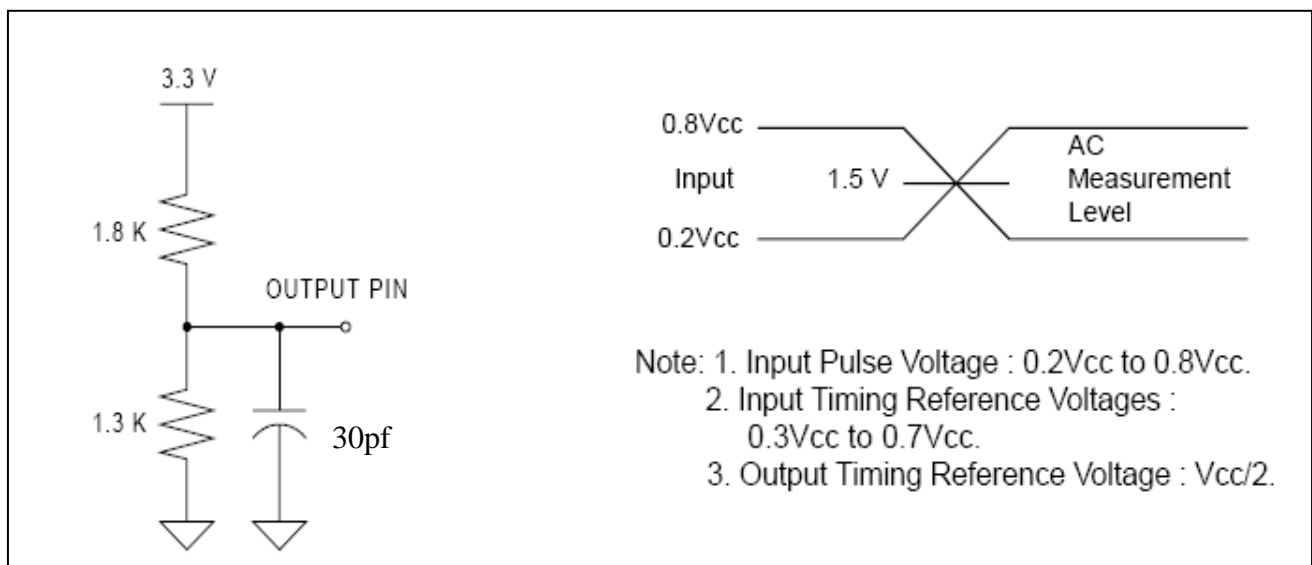 3.3 V
1.8 K
OUTPUT PIN
1.3 K
30pf
0.8Vcc
Input
1.5 V
0.2Vcc
AC
Measurement
Level
Note: 1. Input Pulse Voltage : 0.2Vcc to 0.8Vcc.
2. Input Timing Reference Voltages :
0.3Vcc to 0.7Vcc.
3. Output Timing Reference Voltage : Vcc/2.